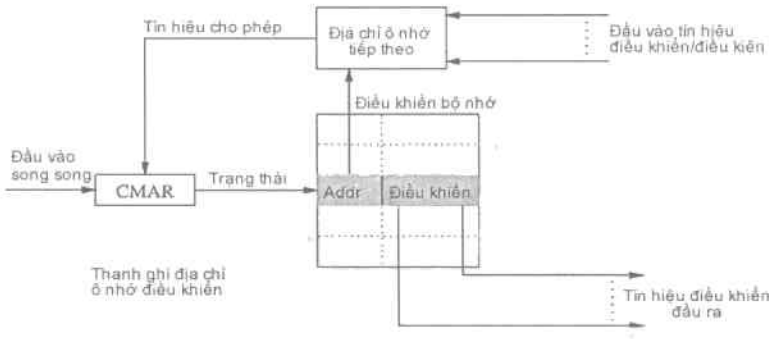 Tín hiệu cho phép
Địa chỉ ô nhớ
tiếp theo
Đầu vào tín hiệu
điều khiển/điều kiện
Điều khiển bộ nhớ
Đầu vào
song song
CMAR
Trạng thái
Addr
Điều khiển
Thanh ghi địa chỉ
ô nhớ điều khiển
Tín hiệu điều khiển
đầu ra